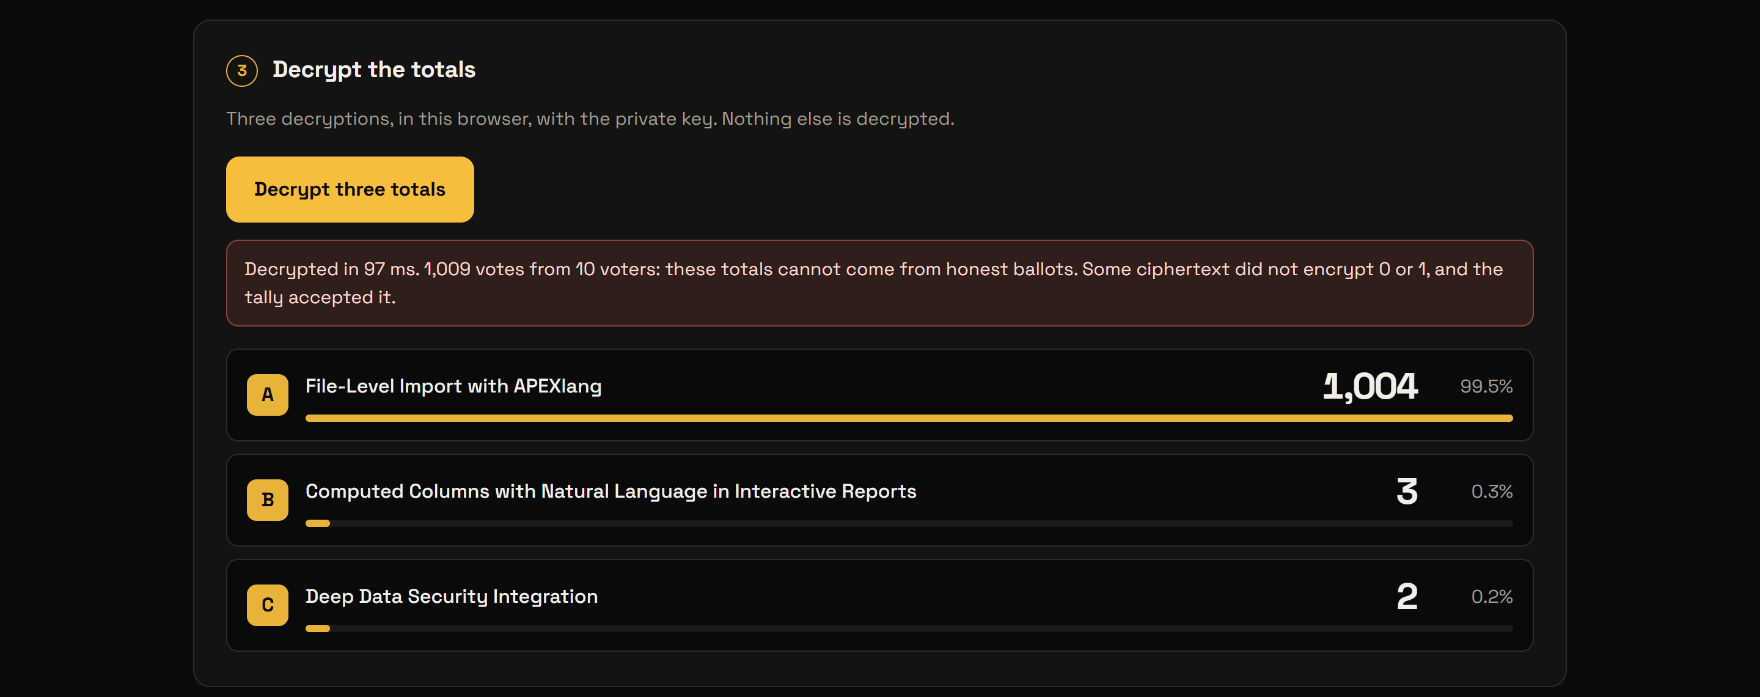 3 Decrypt the totals
Three decryptions, in this browser, with the private key. Nothing else is decrypted.
Decrypt three totals
Decrypted in 97 ms. 1,009 votes from 10 voters: these totals cannot come from honest ballots. Some ciphertext did not encrypt 0 or 1, and the
tally accepted it.
A File-Level Import with APEXlang 1,004 99.5%
B Computed Columns with Natural Language in Interactive Reports 3 0.3%
C Deep Data Security Integration 2 0.2%